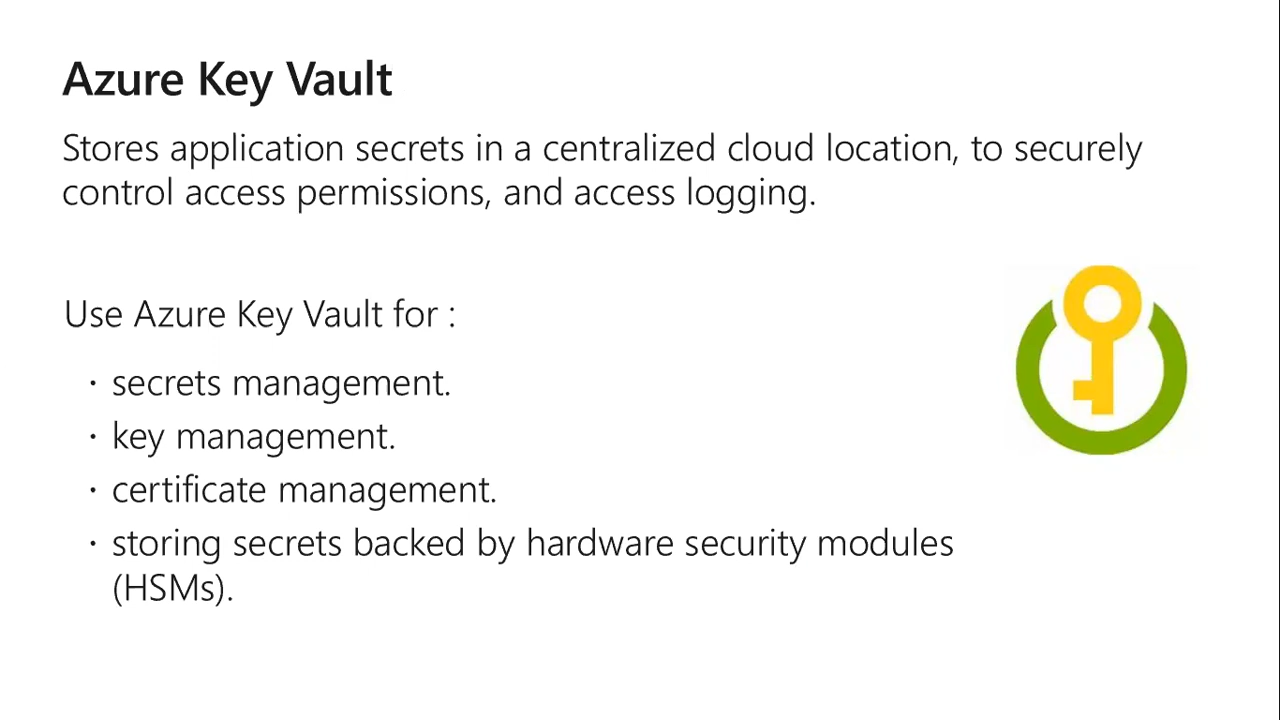 Azure Key Vault
Stores application secrets in a centralized cloud location, to securely
control access permissions, and access logging.
Use Azure Key Vault for :
· secrets management.
· key management.
· certificate management.
· storing secrets backed by hardware security modules
(HSMs).